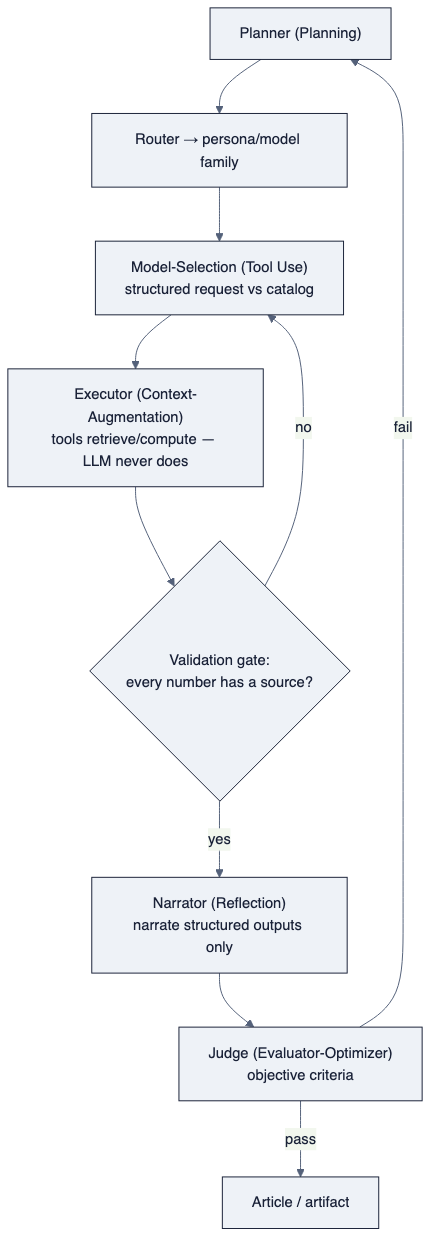 Planner (Planning)
Router → persona/model
family
Model-Selection (Tool Use)
structured request vs catalog
Executor (Context-
Augmentation)
tools retrieve/compute —
LLM never does
no
fail
Validation gate:
every number has a source?
yes
Narrator (Reflection)
narrate structured outputs
only
Judge (Evaluator-Optimizer)
objective criteria
pass
Article / artifact